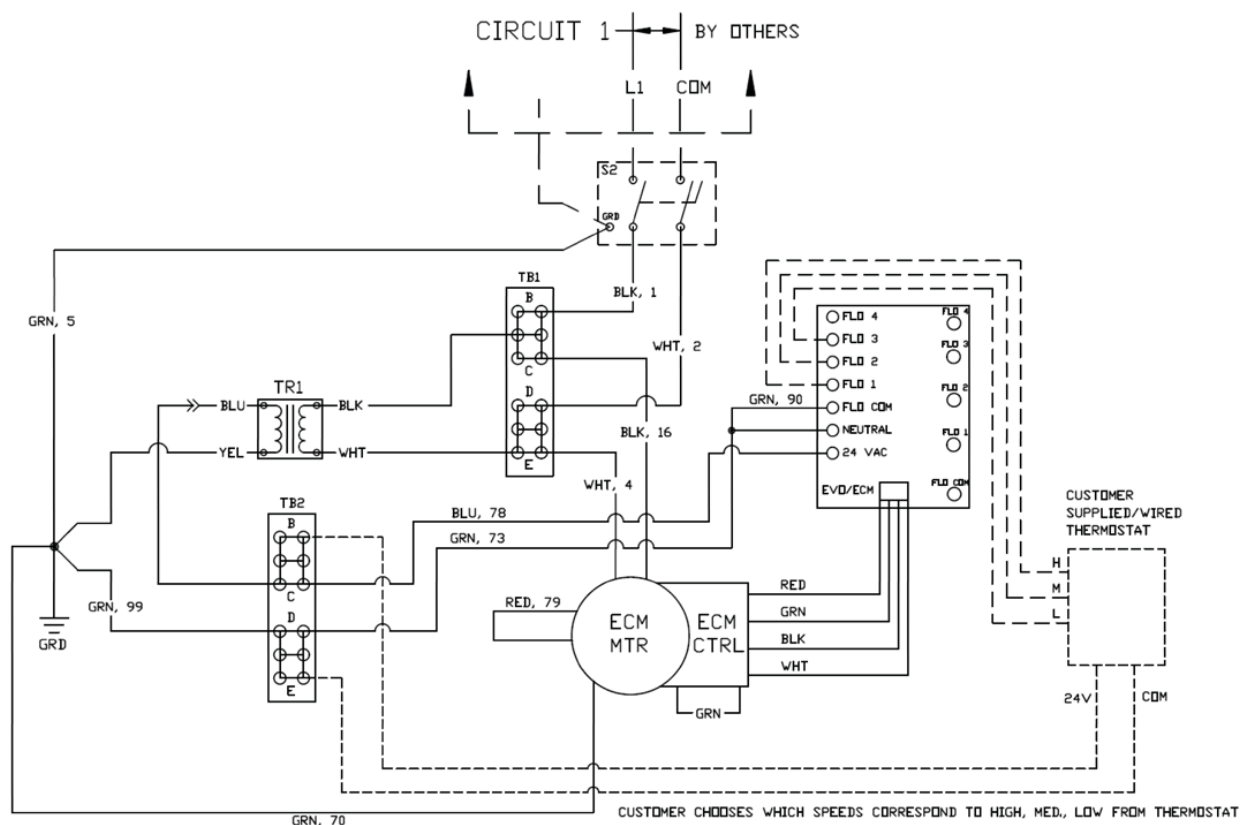 CIRCUIT 1
BY OTHERS
L1
COM
S2
GRD
TB1
B
C
D
E
BLK, 1
WHT, 2
GRN, 5
TR1
BLU
BLK
YEL
WHT
BLK, 16
WHT, 4
GRN, 90
FLO 4
FLO 3
FLO 2
FLO 1
FLO COM
NEUTRAL
24 VAC
EVO/ECM
FLO 4
FLO 3
FLO 2
FLO 1
FLO COM
TB2
B
C
D
E
BLU, 78
GRN, 73
GRN, 99
GRD
RED, 79
ECM
MTR
ECM
CTRL
RED
GRN
BLK
WHT
GRN
CUSTOMER
SUPPLIED/WIRED
THERMOSTAT
H
M
L
24V
COM
GRN, 70
CUSTOMER CHOOSES WHICH SPEEDS CORRESPOND TO HIGH, MED., LOW FROM THERMOSTAT